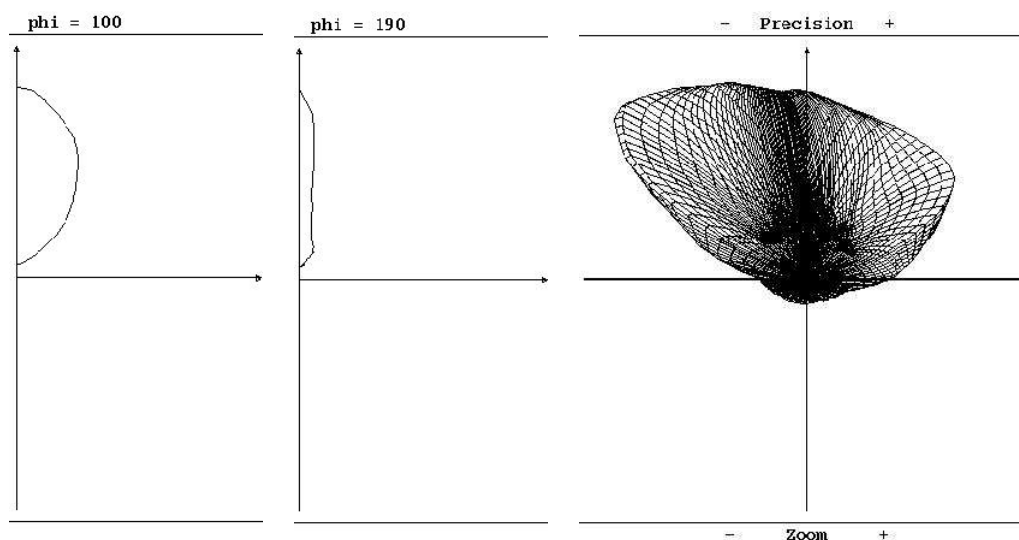 phi = 100
phi = 190
- Precision +
- Zoom +